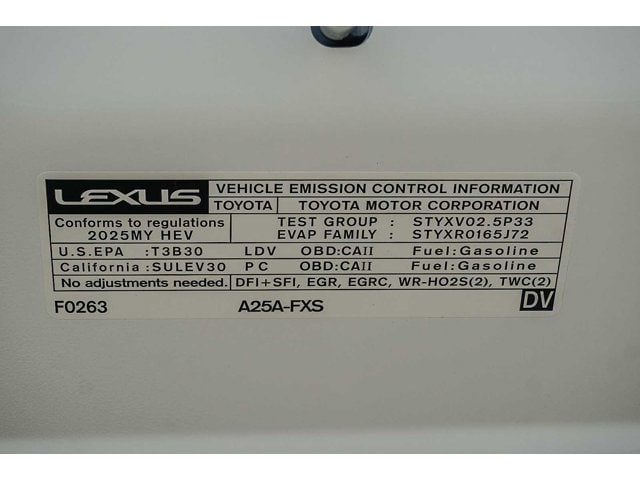 LEXUS VEHICLE EMISSION CONTROL INFORMATION
TOYOTA TOYOTA MOTOR CORPORATION
Conforms to regulations TEST GROUP : STYXV02.5P33
2025MY HEV EVAP FAMILY : STYXR0165J72
U.S.EPA :T3B30 LDV OBD:CAII Fuel:Gasoline
California :SULEV30 PC OBD:CAII Fuel:Gasoline
No adjustments needed. DFI+SFI, EGR, EGRC, WR-HO2S(2), TWC(2)
F0263 A25A-FXS DV